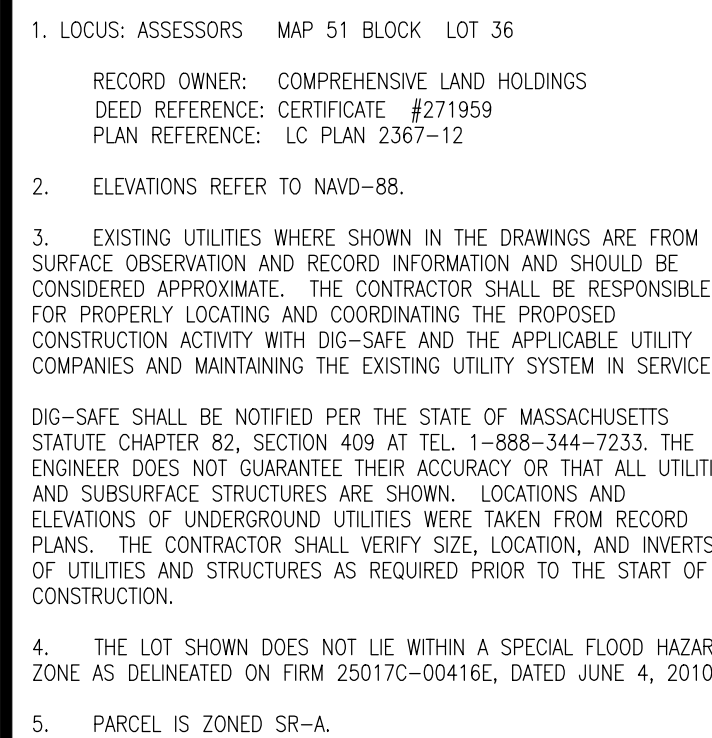 1. LOCUS: ASSESSORS MAP 51 BLOCK LOT 36
RECORD OWNER: COMPREHENSIVE LAND HOLDINGS
DEED REFERENCE: CERTIFICATE #271959
PLAN REFERENCE: LC PLAN 2367-12
2. ELEVATIONS REFER TO NAVD-88.
3. EXISTING UTILITIES WHERE SHOWN IN THE DRAWINGS ARE FROM
SURFACE OBSERVATION AND RECORD INFORMATION AND SHOULD BE
CONSIDERED APPROXIMATE. THE CONTRACTOR SHALL BE RESPONSIBLE
FOR PROPERLY LOCATING AND COORDINATING THE PROPOSED
CONSTRUCTION ACTIVITY WITH DIG-SAFE AND THE APPLICABLE UTILITY
COMPANIES AND MAINTAINING THE EXISTING UTILITY SYSTEM IN SERVICE
DIG-SAFE SHALL BE NOTIFIED PER THE STATE OF MASSACHUSETTS
STATUTE CHAPTER 82, SECTION 409 AT TEL. 1-888-344-7233. THE
ENGINEER DOES NOT GUARANTEE THEIR ACCURACY OR THAT ALL UTILITI
AND SUBSURFACE STRUCTURES ARE SHOWN. LOCATIONS AND
ELEVATIONS OF UNDERGROUND UTILITIES WERE TAKEN FROM RECORD
PLANS. THE CONTRACTOR SHALL VERIFY SIZE, LOCATION, AND INVERTS
OF UTILITIES AND STRUCTURES AS REQUIRED PRIOR TO THE START OF
CONSTRUCTION.
4. THE LOT SHOWN DOES NOT LIE WITHIN A SPECIAL FLOOD HAZAR
ZONE AS DELINEATED ON FIRM 25017C-00416E, DATED JUNE 4, 2010
5. PARCEL IS ZONED SR-A.